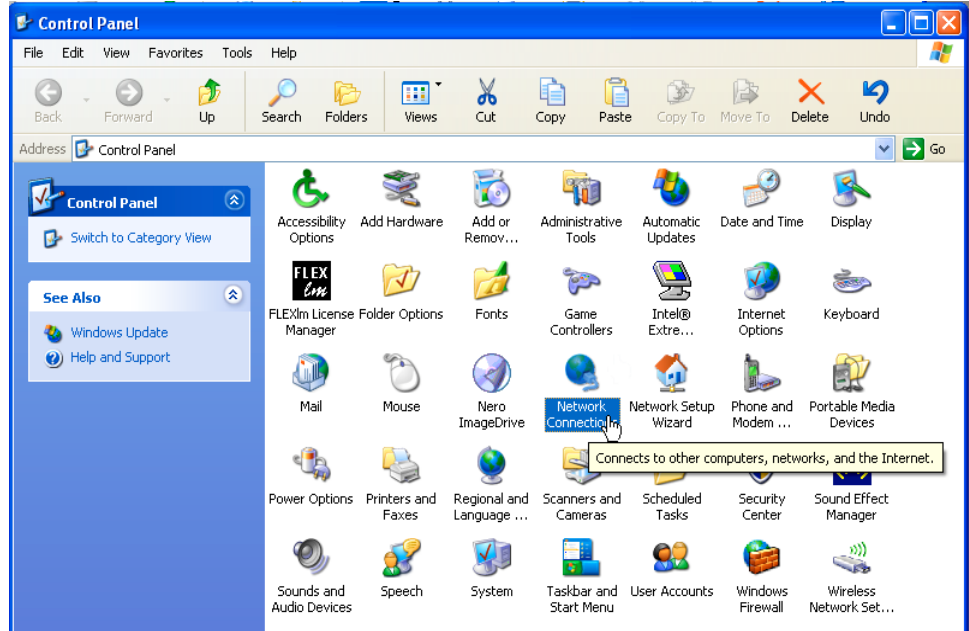 Control Panel
File Edit View Favorites Tools Help
Back Forward Up Search Folders Views Cut Copy Paste Copy To Move To Delete Undo
Address Control Panel Go
Control Panel
Switch to Category View
See Also
Windows Update
Help and Support
Accessibility Options
Add Hardware
Add or Remov...
Administrative Tools
Automatic Updates
Date and Time
Display
FLEX
lm
FLEXlm License Manager
Folder Options
Fonts
Game Controllers
Intel® Extre...
Internet Options
Keyboard
Mail
Mouse
Nero ImageDrive
Network Connections
Network Setup Wizard
Phone and Modem ...
Portable Media Devices
Connects to other computers, networks, and the Internet.
Power Options
Printers and Faxes
Regional and Language ...
Scanners and Cameras
Scheduled Tasks
Security Center
Sound Effect Manager
Sounds and Audio Devices
Speech
System
Taskbar and Start Menu
User Accounts
Windows Firewall
Wireless Network Set...